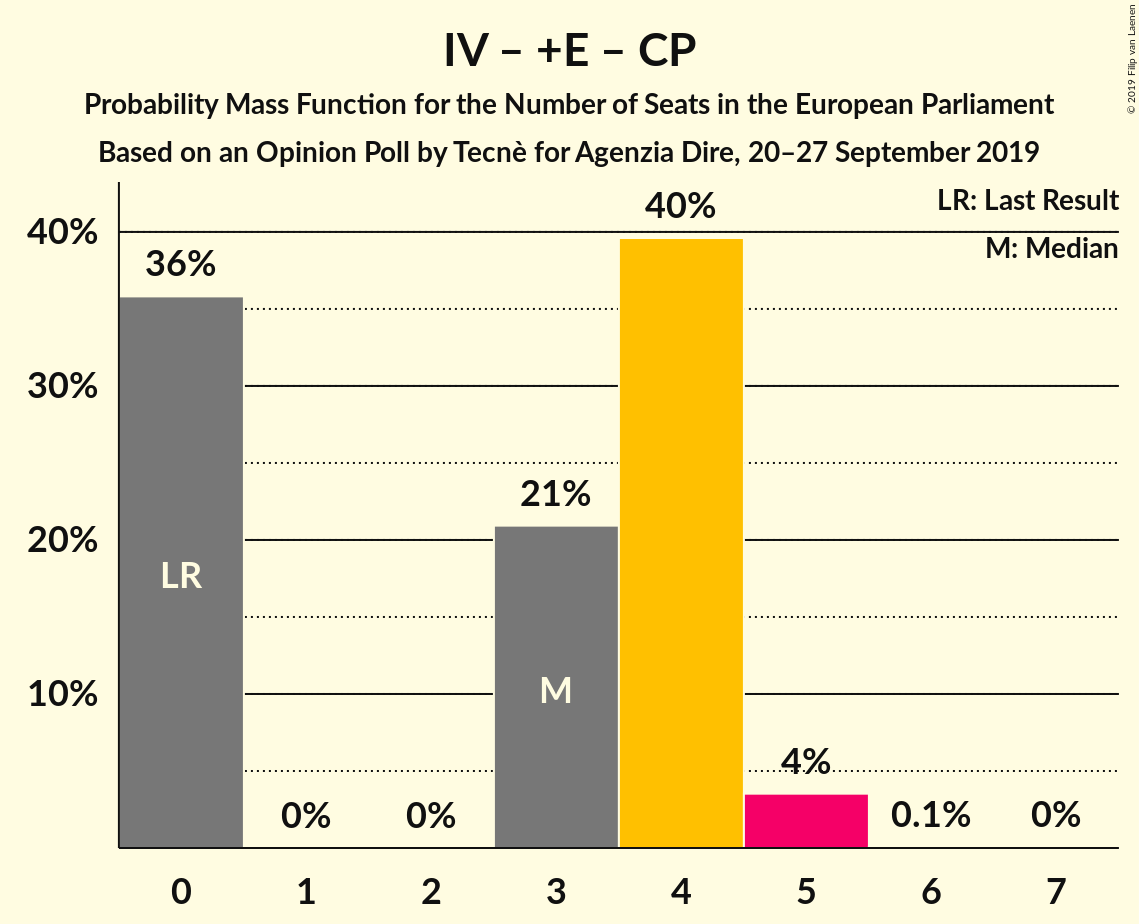 IV – +E – CP
Probability Mass Function for the Number of Seats in the European Parliament
Based on an Opinion Poll by Tecnè for Agenzia Dire, 20–27 September 2019
© 2019 Filip van Laenen
LR: Last Result
M: Median
40%
30%
20%
10%
36%
0%
0%
21%
40%
4%
0.1%
0%
LR
M
0 1 2 3 4 5 6 7